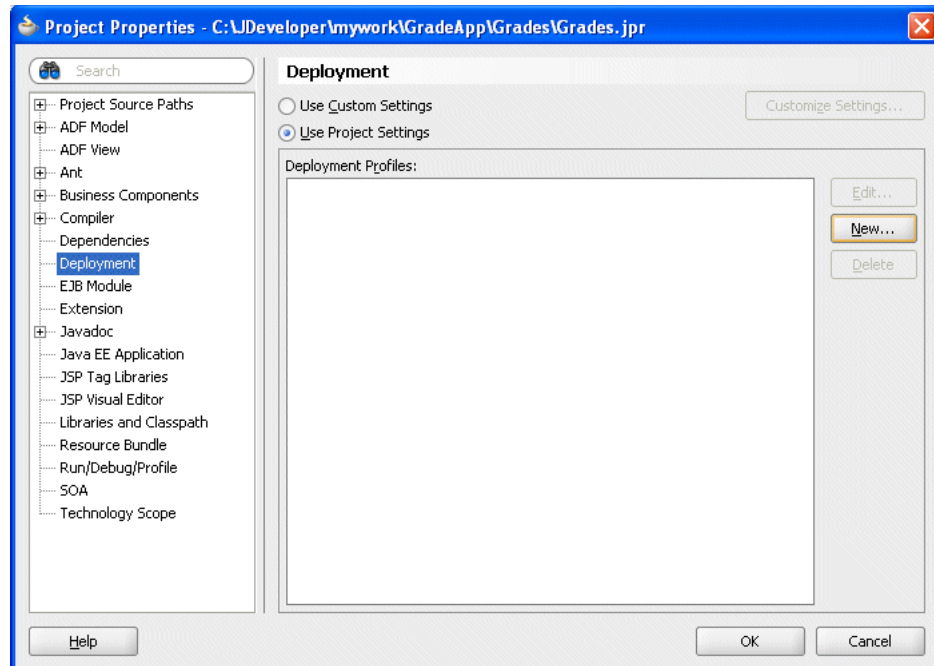 Project Properties - C:\JDeveloper\mywork\GradeApp\Grades\Grades.jpr
Search
Project Source Paths
ADF Model
ADF View
Ant
Business Components
Compiler
Dependencies
Deployment
EJB Module
Extension
Javadoc
Java EE Application
JSP Tag Libraries
JSP Visual Editor
Libraries and Classpath
Resource Bundle
Run/Debug/Profile
SOA
Technology Scope
Deployment
Use Custom Settings
Customize Settings...
Use Project Settings
Deployment Profiles:
Edit...
New...
Delete
Help
OK
Cancel